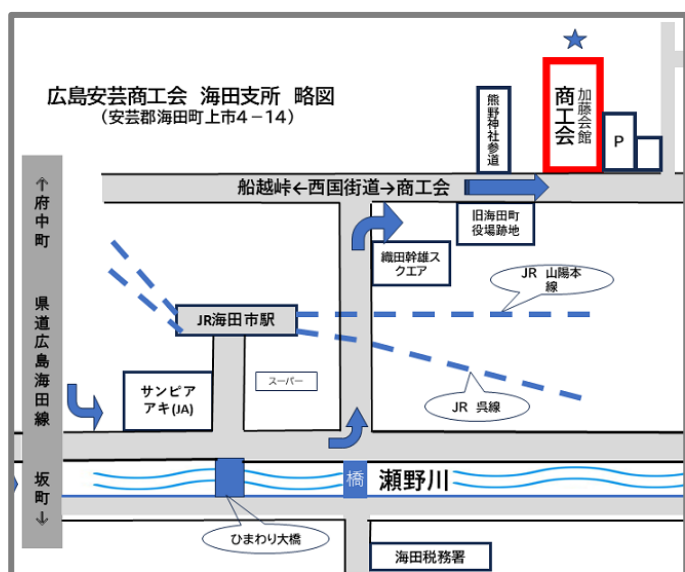 広島安芸商工会 海田支所 略図
(安芸郡海田町上市4-14)
加藤会館
商工会
P
熊野神社参道
船越峠←西国街道→商工会
旧海田町
役場跡地
織田幹雄ス
クエア
JR 山陽本
線
JR海田市駅
←府中町 県道広島海田線 坂町→
サンピア
アキ(JA)
スーパー
JR 呉線
橋
瀬野川
ひまわり大橋
海田税務署